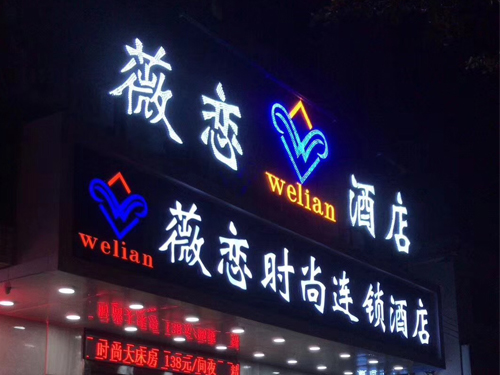 薇恋 welian 酒店
welian 薇恋时尚连锁酒店
时尚大床房 138元/间夜